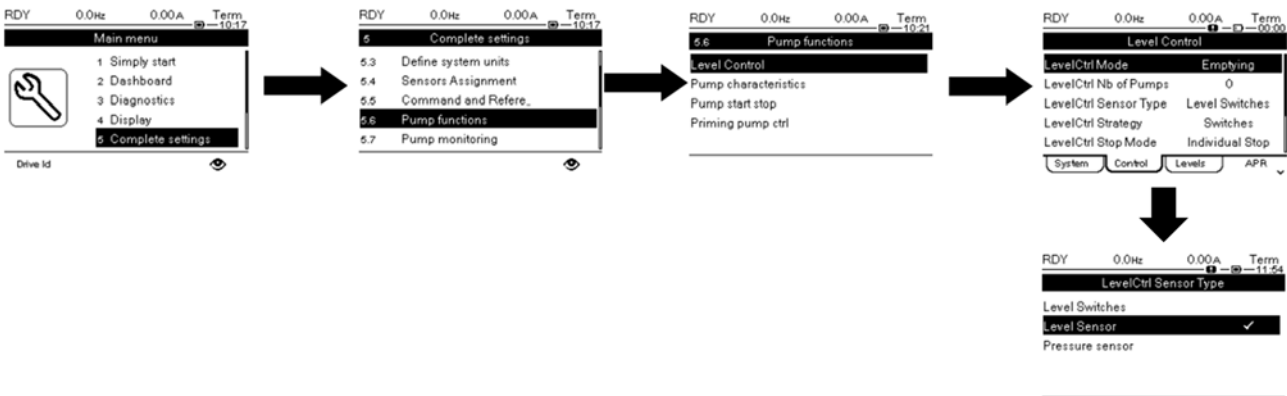 RDY 0.0Hz 0.00A Term
10:17
Main menu
1 Simply start
2 Dashboard
3 Diagnostics
4 Display
5 Complete settings
Drive Id
RDY 0.0Hz 0.00A Term
10:17
5 Complete settings
5.3 Define system units
5.4 Sensors Assignment
5.5 Command and Refere_
5.6 Pump functions
5.7 Pump monitoring
RDY 0.0Hz 0.00A Term
10:21
5.6 Pump functions
Level Control
Pump characteristics
Pump start stop
Priming pump ctrl
RDY 0.0Hz 0.00A Term
00:00
Level Control
LevelCtrl Mode Emptying
LevelCtrl Nb of Pumps 0
LevelCtrl Sensor Type Level Switches
LevelCtrl Strategy Switches
LevelCtrl Stop Mode Individual Stop
System Control Levels APR
RDY 0.0Hz 0.00A Term
11:54
LevelCtrl Sensor Type
Level Switches
Level Sensor
Pressure sensor